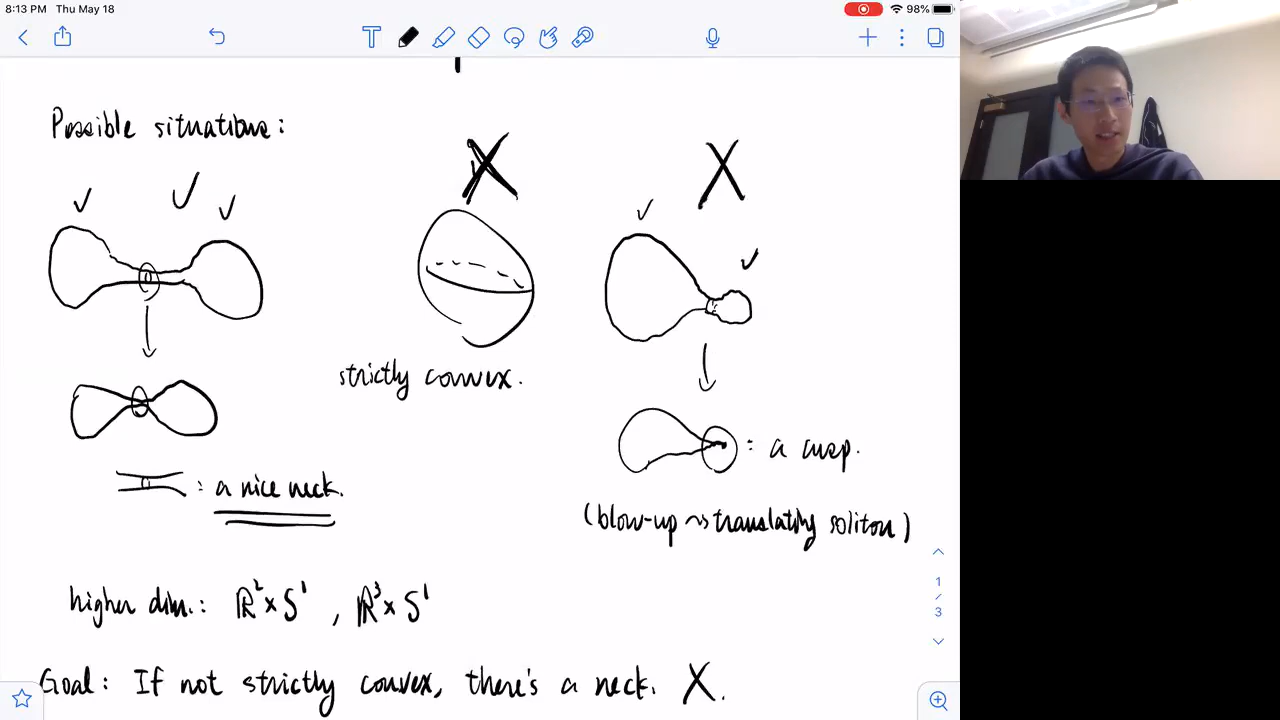 8:13 PM Thu May 18
98%
Possible situations:
strictly convex.
: a nice neck.
: a cusp.
(blow-up ⇝ translating soliton)
higher dim.: ℝ² × S¹, ℝ³ × S¹
1
/
3
Goal: If not strictly convex, there's a neck. X.